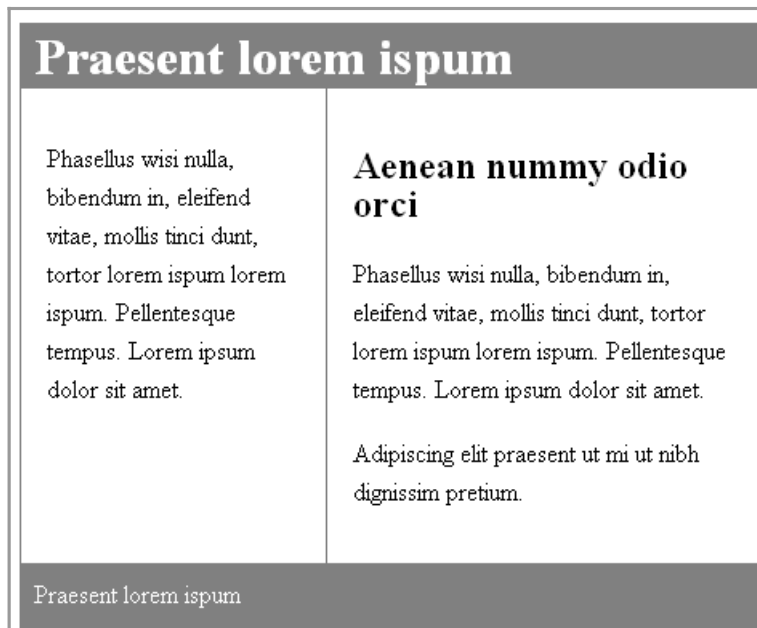 Praesent lorem ispum
Phasellus wisi nulla,
bibendum in, eleifend
vitae, mollis tinci dunt,
tortor lorem ispum lorem
ispum. Pellentesque
tempus. Lorem ipsum
dolor sit amet.
Aenean nummy odio
orci
Phasellus wisi nulla, bibendum in,
eleifend vitae, mollis tinci dunt, tortor
lorem ispum lorem ispum. Pellentesque
tempus. Lorem ipsum dolor sit amet.
Adipiscing elit praesent ut mi ut nibh
dignissim pretium.
Praesent lorem ispum